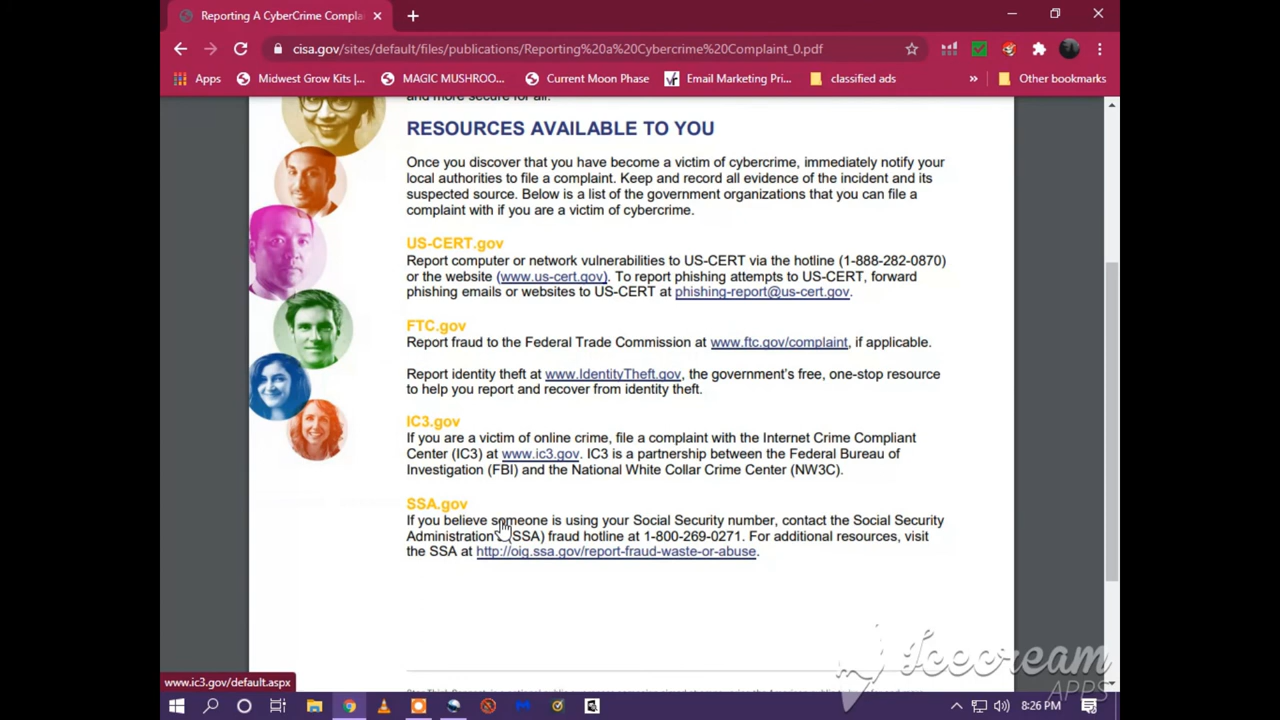 Reporting A CyberCrime Compla
cisa.gov/sites/default/files/publications/Reporting%20a%20Cybercrime%20Complaint_0.pdf
Apps Midwest Grow Kits |... MAGIC MUSHROO... Current Moon Phase Email Marketing Pri... classified ads » Other bookmarks
and more secure for all.
RESOURCES AVAILABLE TO YOU
Once you discover that you have become a victim of cybercrime, immediately notify your
local authorities to file a complaint. Keep and record all evidence of the incident and its
suspected source. Below is a list of the government organizations that you can file a
complaint with if you are a victim of cybercrime.
US-CERT.gov
Report computer or network vulnerabilities to US-CERT via the hotline (1-888-282-0870)
or the website (www.us-cert.gov). To report phishing attempts to US-CERT, forward
phishing emails or websites to US-CERT at phishing-report@us-cert.gov.
FTC.gov
Report fraud to the Federal Trade Commission at www.ftc.gov/complaint, if applicable.
Report identity theft at www.IdentityTheft.gov, the government's free, one-stop resource
to help you report and recover from identity theft.
IC3.gov
If you are a victim of online crime, file a complaint with the Internet Crime Compliant
Center (IC3) at www.ic3.gov. IC3 is a partnership between the Federal Bureau of
Investigation (FBI) and the National White Collar Crime Center (NW3C).
SSA.gov
If you believe someone is using your Social Security number, contact the Social Security
Administration (SSA) fraud hotline at 1-800-269-0271. For additional resources, visit
the SSA at http://oig.ssa.gov/report-fraud-waste-or-abuse.
Icecream
APPS
www.ic3.gov/default.aspx
8:26 PM